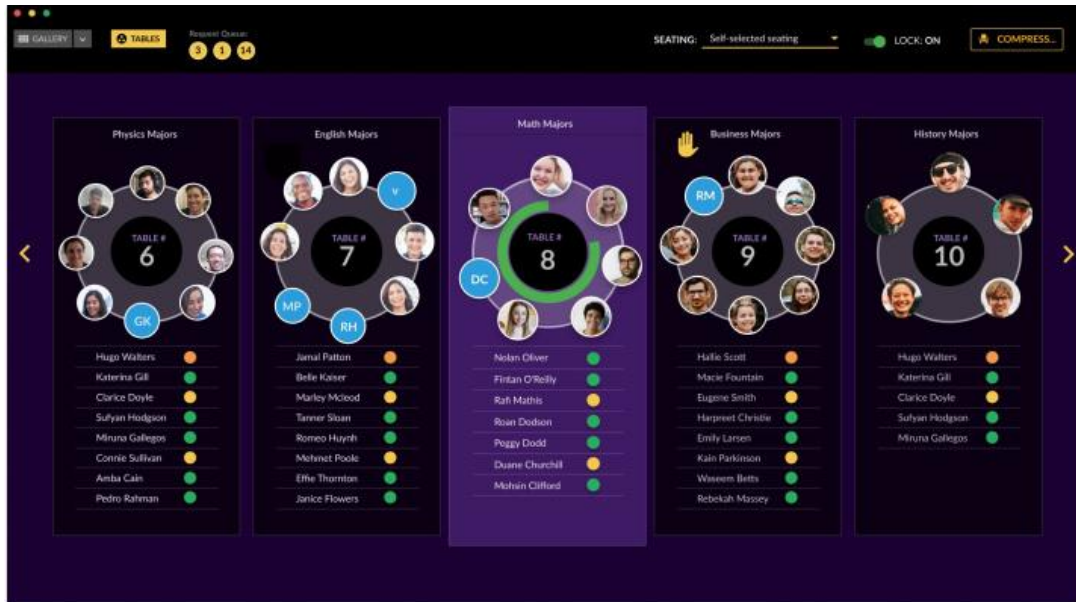 GALLERY
TABLES
Request Queue:
3 1 14
SEATING: Self-selected seating
LOCK: ON
COMPRESS...
Physics Majors
TABLE #
6
GK
Hugo Walters
Katerina Gill
Clarice Doyle
Sufyan Hodgson
Miruna Gallegos
Connie Sullivan
Amba Cain
Pedro Rahman
English Majors
V
TABLE #
7
MP
RH
Jamal Patton
Belle Kaiser
Marley Mcleod
Tanner Sloan
Romeo Huynh
Mehmet Poole
Effie Thornton
Janice Flowers
Math Majors
TABLE #
8
DC
Nolan Oliver
Fintan O'Reilly
Rafi Mathis
Roan Dodson
Peggy Dodd
Duane Churchill
Mohsin Clifford
Business Majors
RM
TABLE #
9
Hallie Scott
Macie Fountain
Eugene Smith
Harpreet Christie
Emily Larsen
Kain Parkinson
Waseem Betts
Rebekah Massey
History Majors
TABLE #
10
Hugo Walters
Katerina Gill
Clarice Doyle
Sufyan Hodgson
Miruna Gallegos